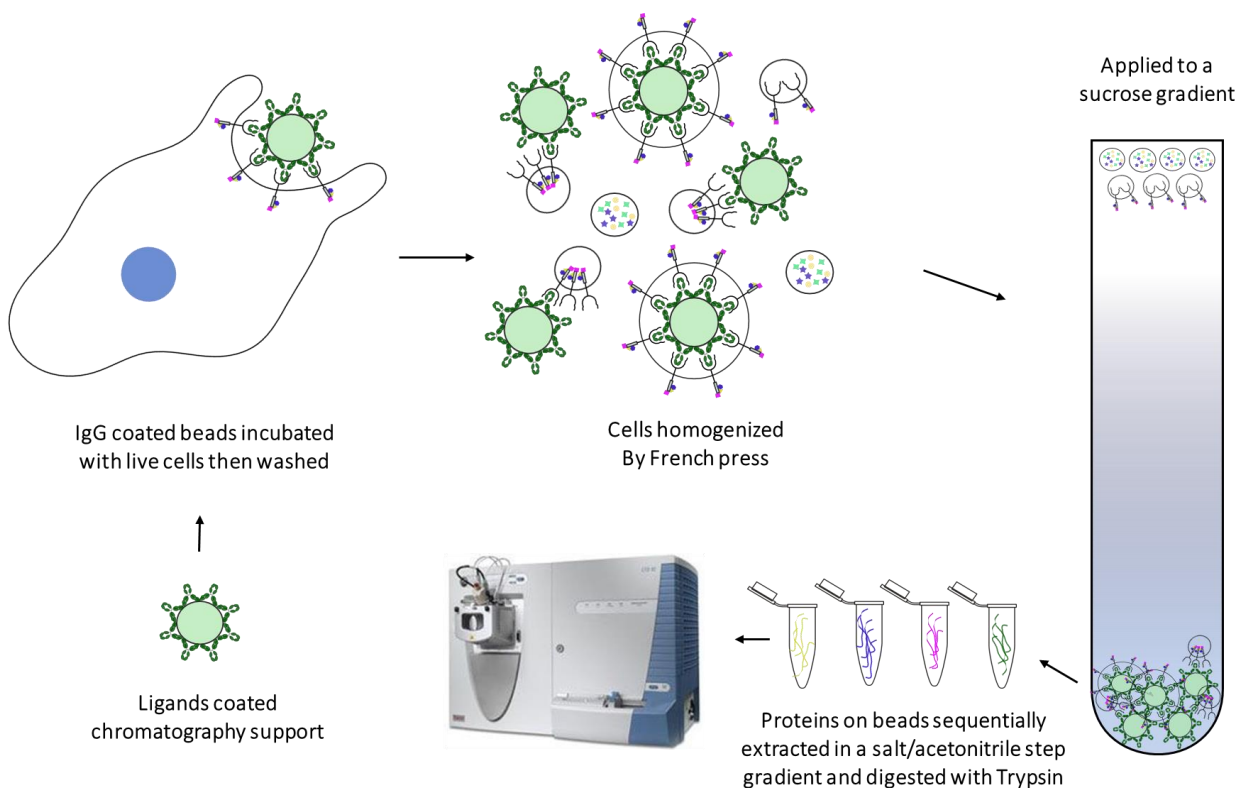 Applied to a
sucrose gradient
IgG coated beads incubated
with live cells then washed
Cells homogenized
By French press
Ligands coated
chromatography support
Proteins on beads sequentially
extracted in a salt/acetonitrile step
gradient and digested with Trypsin